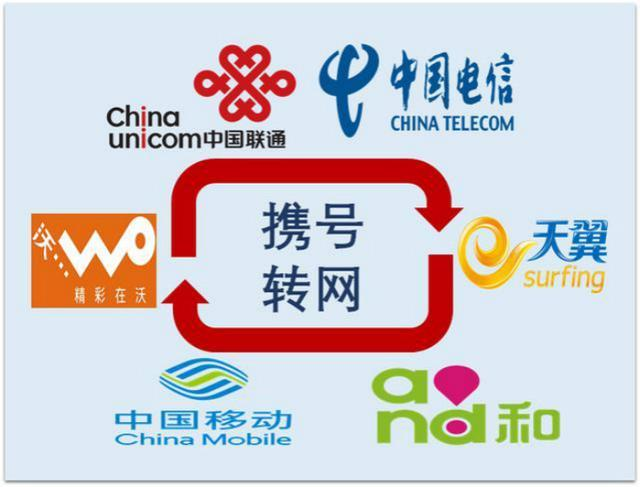 China
unicom中国联通
中国电信
CHINA TELECOM
携号
转网
沃...
wo
精彩在沃
天翼
surfing
中国移动
China Mobile
and和